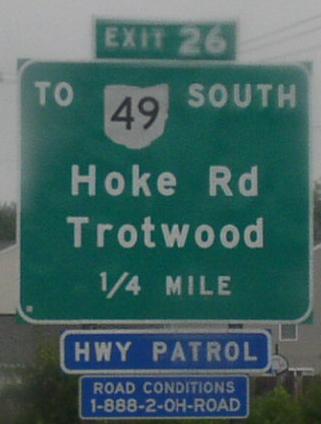 EXIT 26
TO 49 SOUTH
Hoke Rd
Trotwood
1/4 MILE
HWY PATROL
ROAD CONDITIONS
1-888-2-OH-ROAD